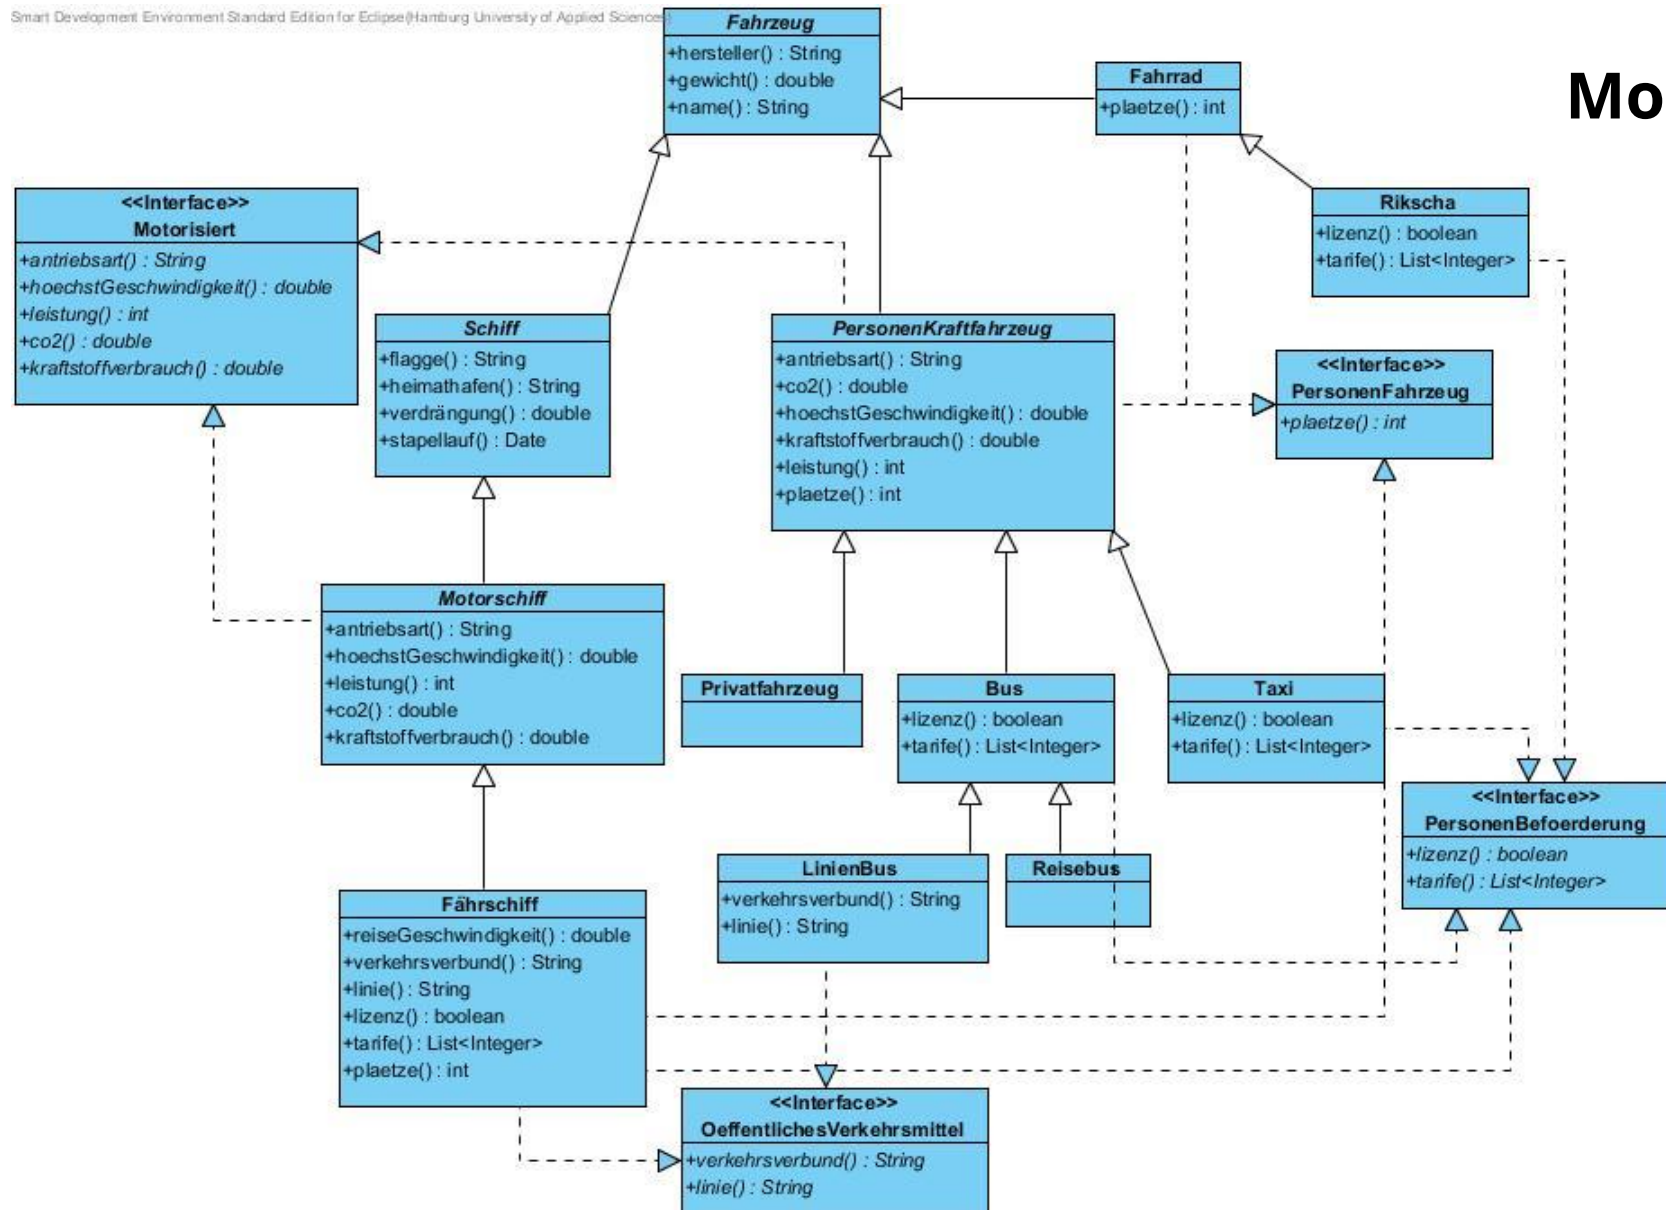 Smart Development Environment Standard Edition for Eclipse(Hamburg University of Applied Sciences)
Mo
Fahrzeug
+hersteller() : String
+gewicht() : double
+name() : String
Fahrrad
+plaetze() : int
<<Interface>>
Motorisiert
+antriebsart() : String
+hoechstGeschwindigkeit() : double
+leistung() : int
+co2() : double
+kraftstoffverbrauch() : double
Rikscha
+lizenz() : boolean
+tarife() : List<Integer>
Schiff
+flagge() : String
+heimathafen() : String
+verdrängung() : double
+stapellauf() : Date
PersonenKraftfahrzeug
+antriebsart() : String
+co2() : double
+hoechstGeschwindigkeit() : double
+kraftstoffverbrauch() : double
+leistung() : int
+plaetze() : int
<<Interface>>
PersonenFahrzeug
+plaetze() : int
Motorschiff
+antriebsart() : String
+hoechstGeschwindigkeit() : double
+leistung() : int
+co2() : double
+kraftstoffverbrauch() : double
Privatfahrzeug
Bus
+lizenz() : boolean
+tarife() : List<Integer>
Taxi
+lizenz() : boolean
+tarife() : List<Integer>
<<Interface>>
PersonenBefoerderung
+lizenz() : boolean
+tarife() : List<Integer>
LinienBus
+verkehrsverbund() : String
+linie() : String
Reisebus
Fährschiff
+reiseGeschwindigkeit() : double
+verkehrsverbund() : String
+linie() : String
+lizenz() : boolean
+tarife() : List<Integer>
+plaetze() : int
<<Interface>>
OeffentlichesVerkehrsmittel
+verkehrsverbund() : String
+linie() : String